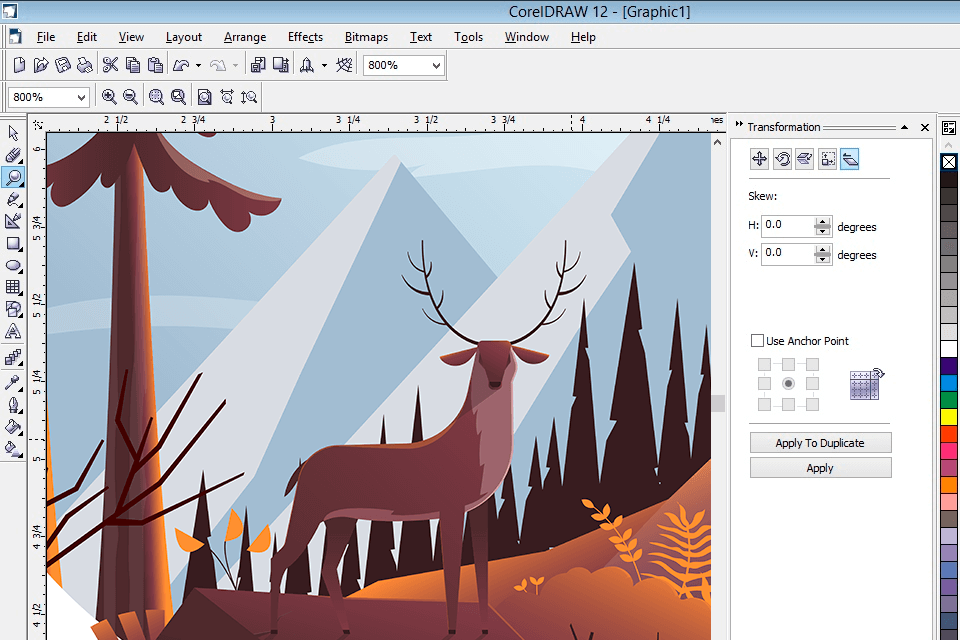 CorelDRAW 12 - [Graphic1]
File Edit View Layout Arrange Effects Bitmaps Text Tools Window Help
800%
800%
2 1/2 2 3/4 3 3 1/4 3 1/2 3 3/4 4 4 1/4 nes
Transformation
6
Skew:
5 3/4
H: 0.0 degrees
V: 0.0 degrees
5 1/2
Use Anchor Point
5 1/4
Apply To Duplicate
5
Apply
4 3/4
4 1/2